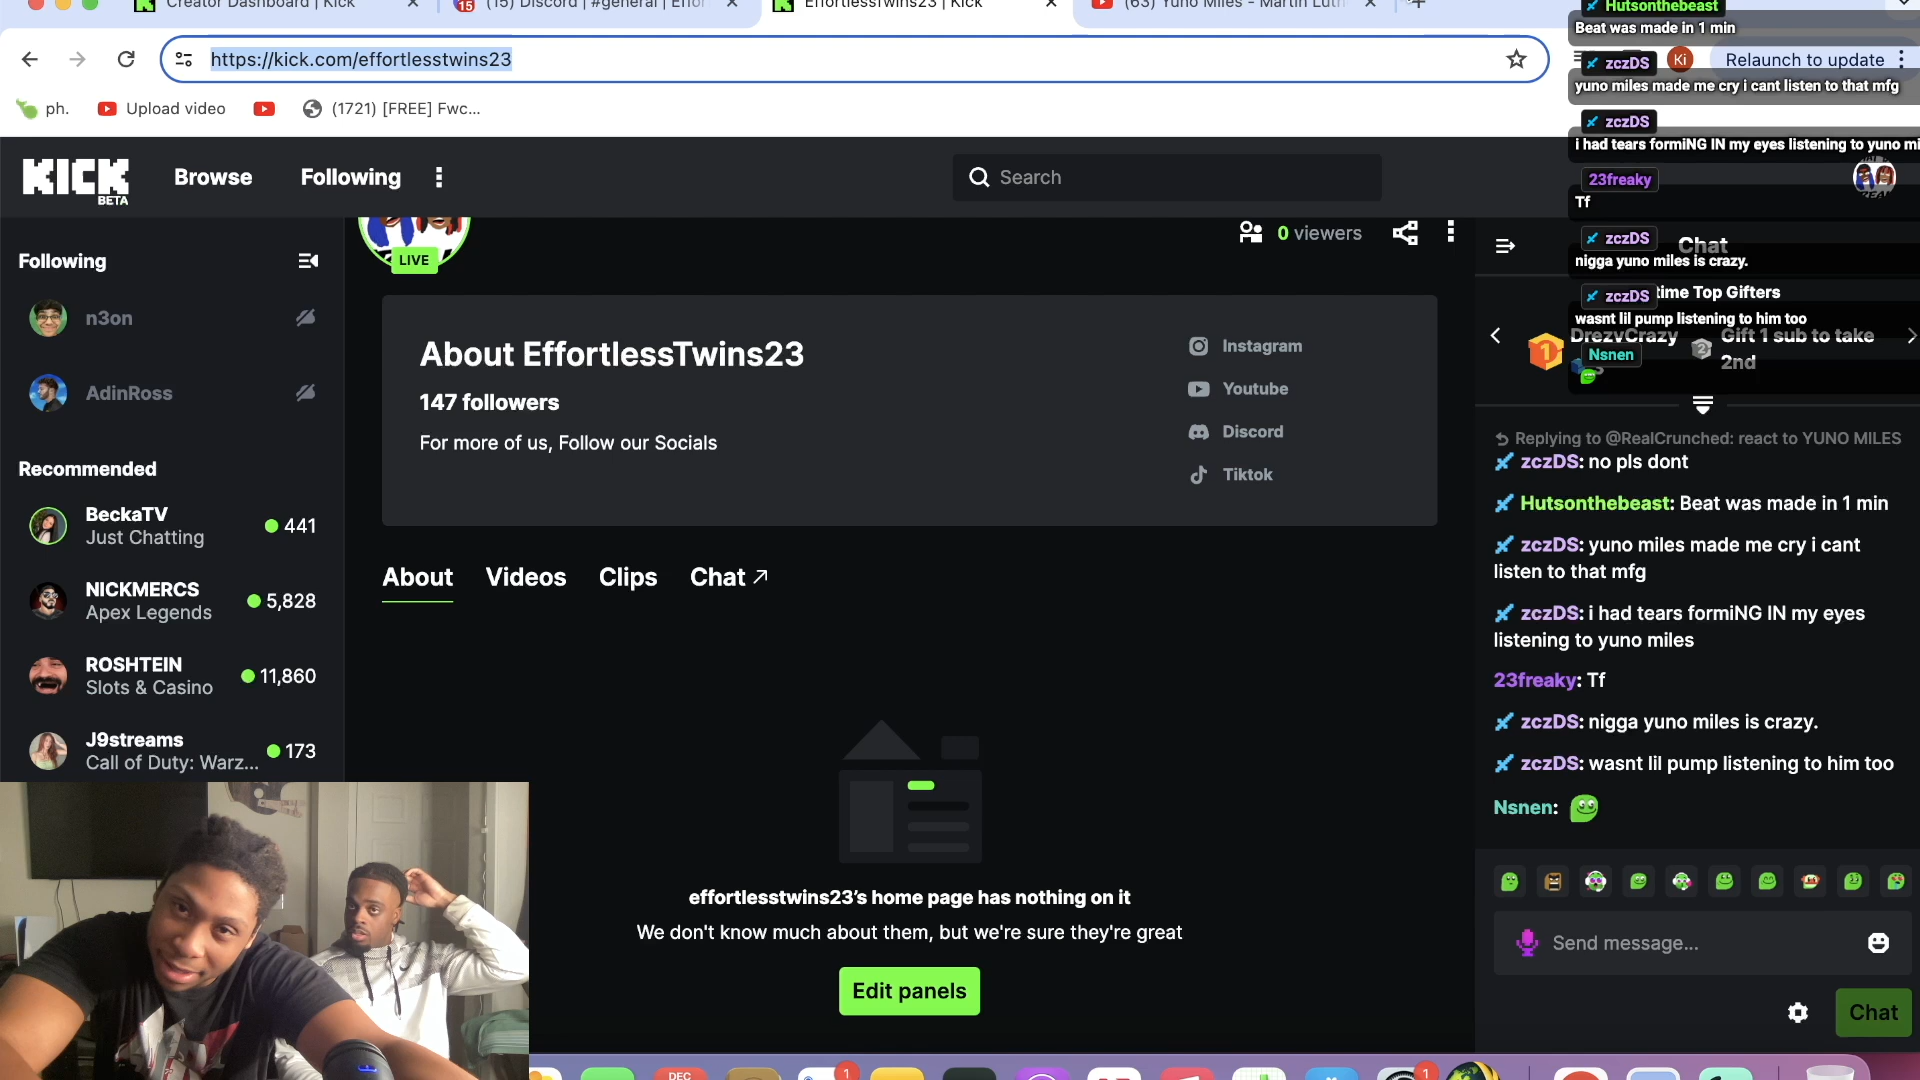 Creator Dashboard | Kick
(15) Discord | #general | Effor
EffortlessTwins23 | Kick
(63) Yuno Miles - Martin Luth
https://kick.com/effortlesstwins23
Ki
Relaunch to update
ph.
Upload video
(1721) [FREE] Fwc...
Hutsonthebeast
Beat was made in 1 min
zczDS
yuno miles made me cry i cant listen to that mfg
zczDS
i had tears formiNG IN my eyes listening to yuno mi
23freaky
Tf
zczDS
nigga yuno miles is crazy.
zczDS
wasnt lil pump listening to him too
Nsnen
KICK
BETA
Browse
Following
Search
Following
n3on
AdinRoss
Recommended
BeckaTV
Just Chatting
441
NICKMERCS
Apex Legends
5,828
ROSHTEIN
Slots & Casino
11,860
J9streams
Call of Duty: Warz...
173
LIVE
0 viewers
About EffortlessTwins23
147 followers
For more of us, Follow our Socials
Instagram
Youtube
Discord
Tiktok
About
Videos
Clips
Chat
effortlesstwins23's home page has nothing on it
We don't know much about them, but we're sure they're great
Edit panels
Chat
time Top Gifters
1
DrezyCrazy
2
Gift 1 sub to take
2nd
Replying to @RealCrunched: react to YUNO MILES
zczDS: no pls dont
Hutsonthebeast: Beat was made in 1 min
zczDS: yuno miles made me cry i cant
listen to that mfg
zczDS: i had tears formiNG IN my eyes
listening to yuno miles
23freaky: Tf
zczDS: nigga yuno miles is crazy.
zczDS: wasnt lil pump listening to him too
Nsnen:
Send message...
Chat
1
DEC
1